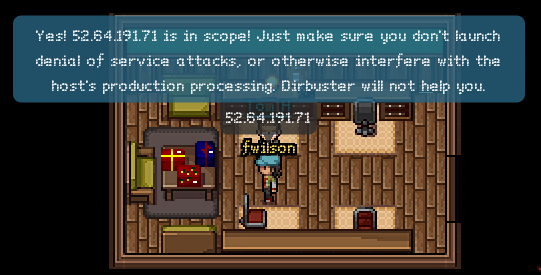 Yes! 52.64.191.71 is in scope! Just make sure you don't launch
denial of service attacks, or otherwise interfere with the
host's production processing. Dirbuster will not help you.
52.64.191.71
fwilson